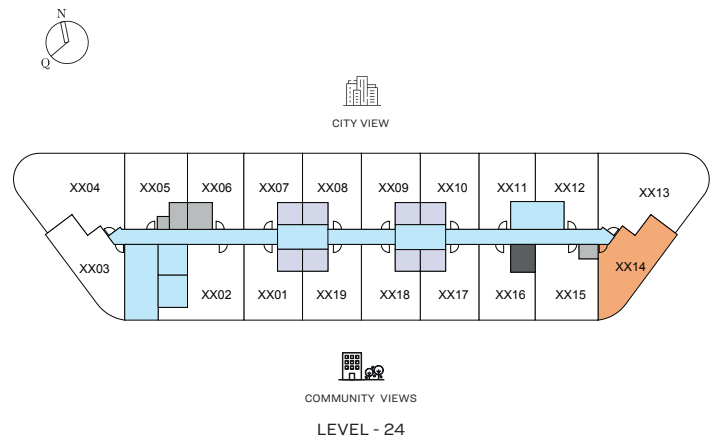 N
Q
CITY VIEW
XX04 XX05 XX06 XX07 XX08 XX09 XX10 XX11 XX12 XX13
XX03 XX14
XX02 XX01 XX19 XX18 XX17 XX16 XX15
COMMUNITY VIEWS
LEVEL - 24